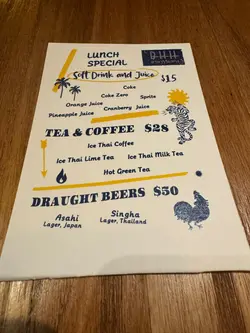 LUNCH
SPECIAL
Soft Drink and Juice $15
Coke
Coke Zero Sprite
Orange Juice
Cranberry Juice
Pineapple Juice
TEA & COFFEE $28
Ice Thai Coffee
Ice Thai Lime Tea Ice Thai Milk Tea
Hot Green Tea
DRAUGHT BEERS $30
Asahi Singha
Lager, Japan Lager, Thailand